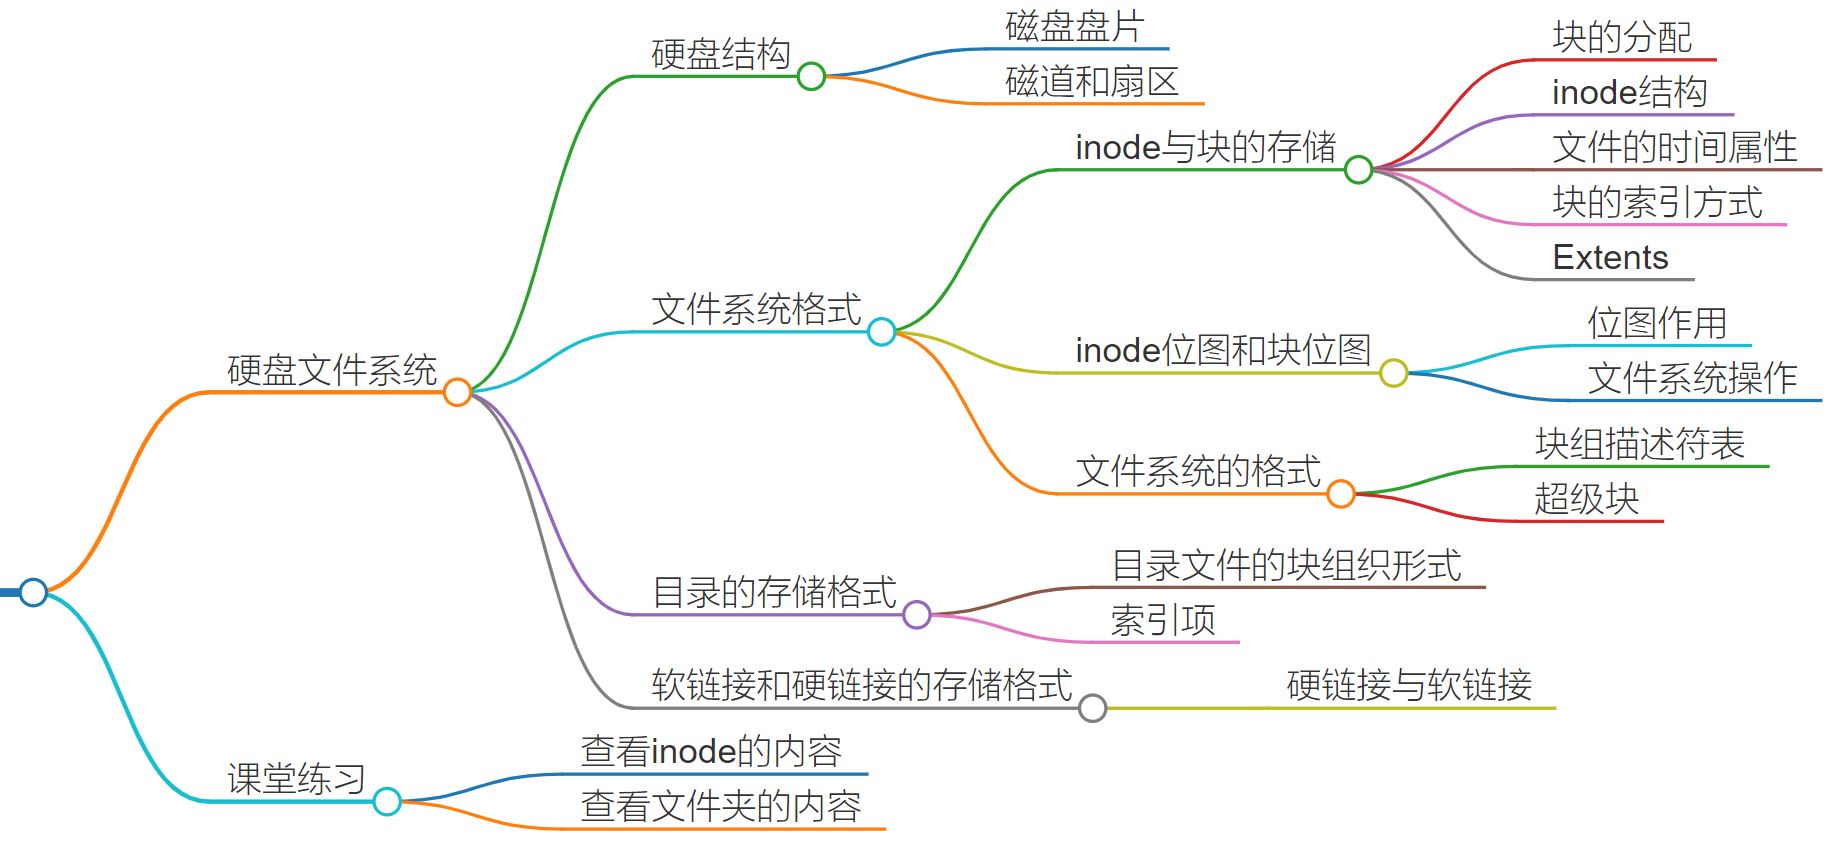 硬盘文件系统
硬盘结构
磁盘盘片
磁道和扇区
文件系统格式
inode与块的存储
块的分配
inode结构
文件的时间属性
块的索引方式
Extents
inode位图和块位图
位图作用
文件系统操作
文件系统的格式
块组描述符表
超级块
目录的存储格式
目录文件的块组织形式
索引项
软链接和硬链接的存储格式
硬链接与软链接
课堂练习
查看inode的内容
查看文件夹的内容